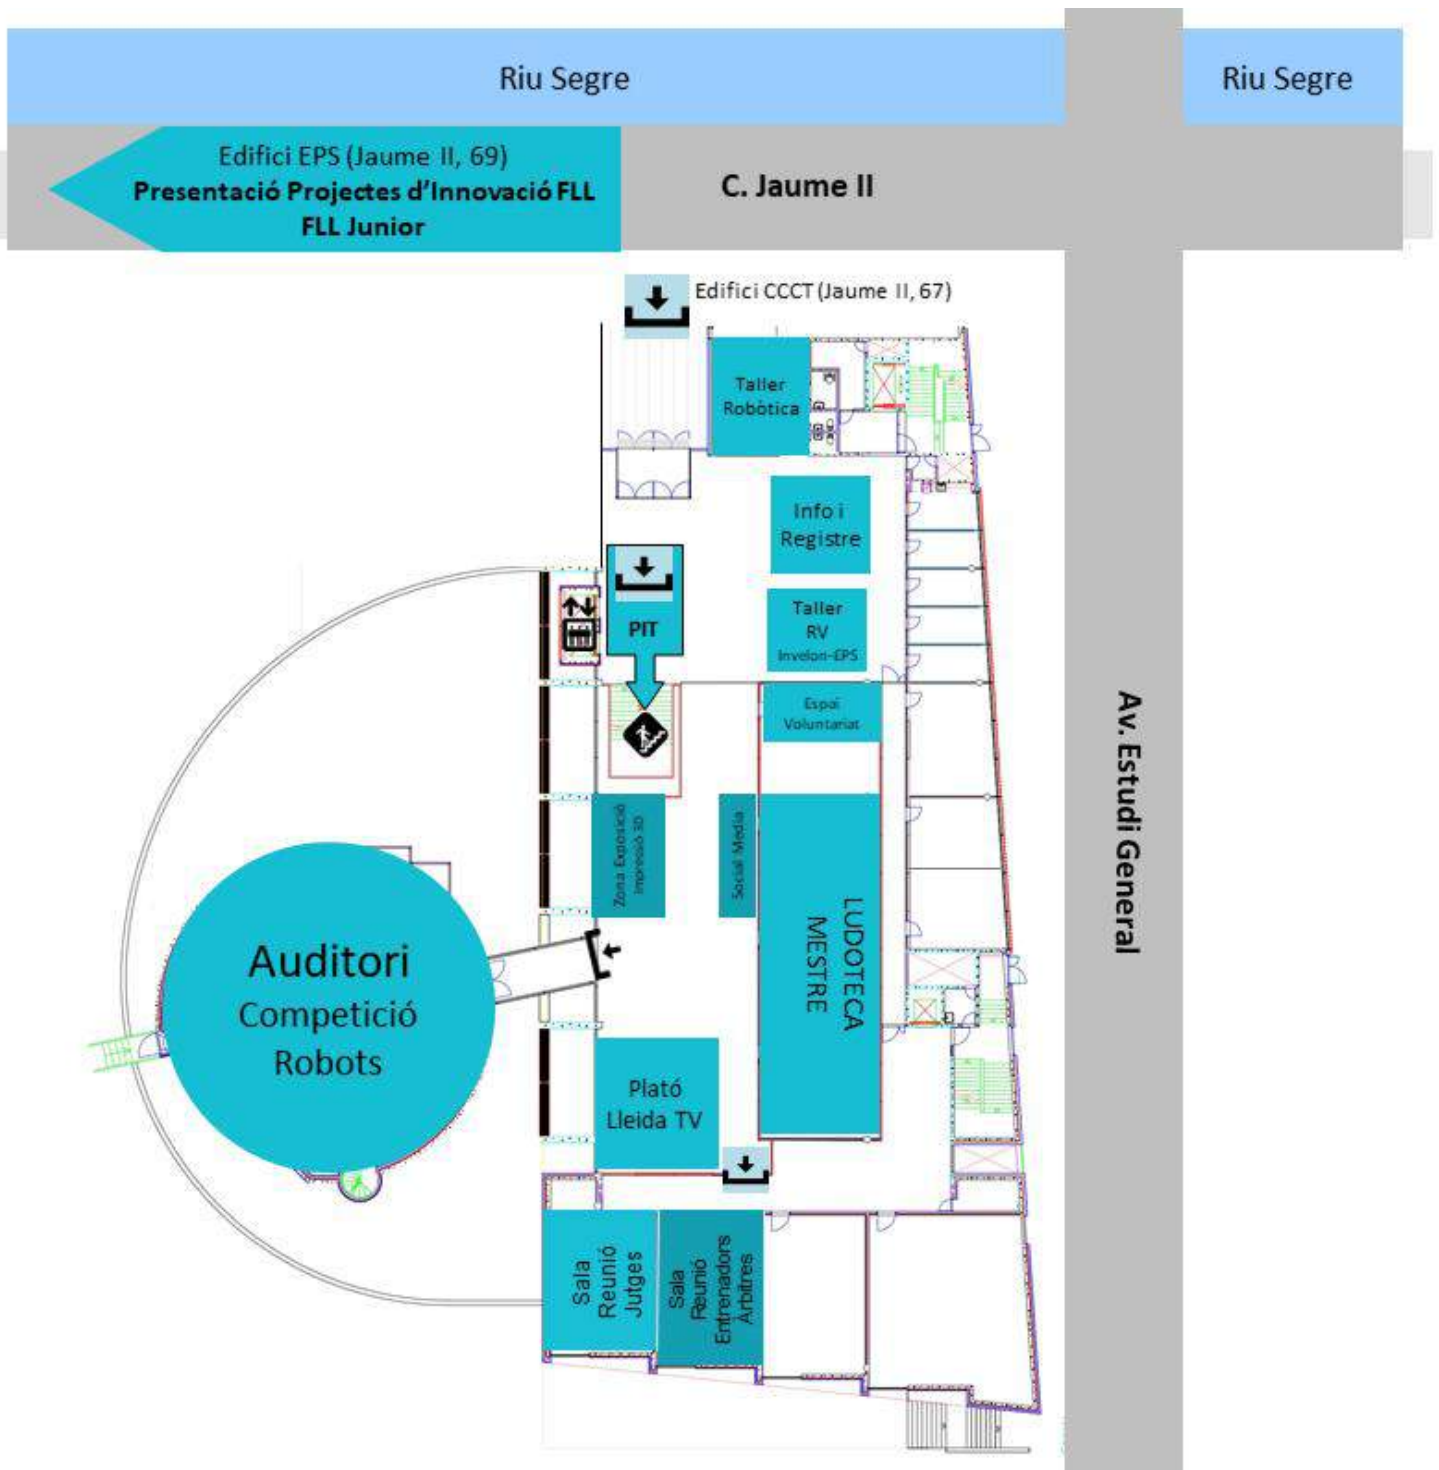 Riu Segre
Riu Segre
Edifici EPS (Jaume II, 69)
Presentació Projectes d'Innovació FLL
FLL Junior
C. Jaume II
Edifici CCCT (Jaume II, 67)
Taller
Robòtica
Info i
Registre
PIT
Taller
RV
Invelon-EPS
Espai
Voluntariat
Av. Estudi General
Zona Exposició
Impressió 3D
Social Media
LUDOTECA
MESTRE
Auditori
Competició
Robots
Plató
Lleida TV
Sala
Reunió
Jutges
Sala
Reunió
Entrenadors
Àrbitres